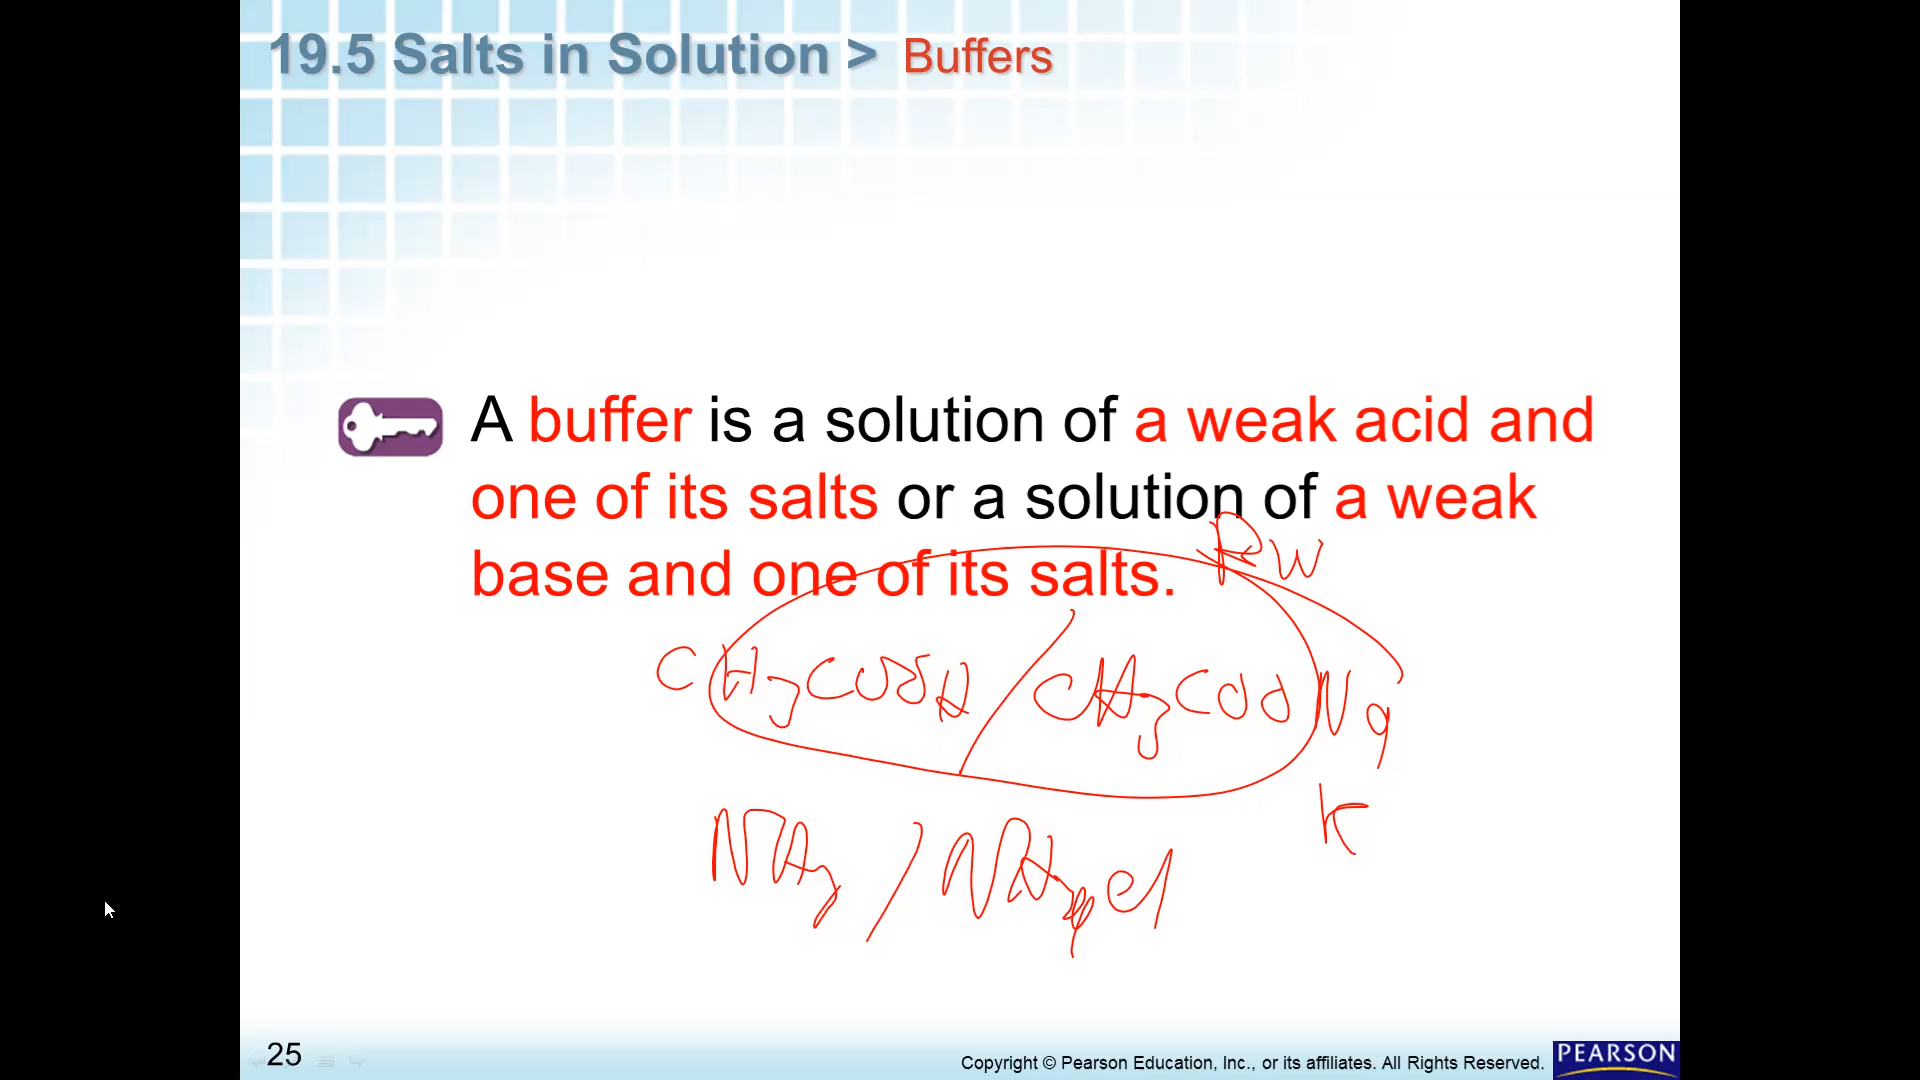 19.5 Salts in Solution > Buffers
A buffer is a solution of a weak acid and
one of its salts or a solution of a weak
base and one of its salts.
CH3COOH / CH3COONa
K
NH3 / NH4Cl
25
Copyright © Pearson Education, Inc., or its affiliates. All Rights Reserved.
PEARSON